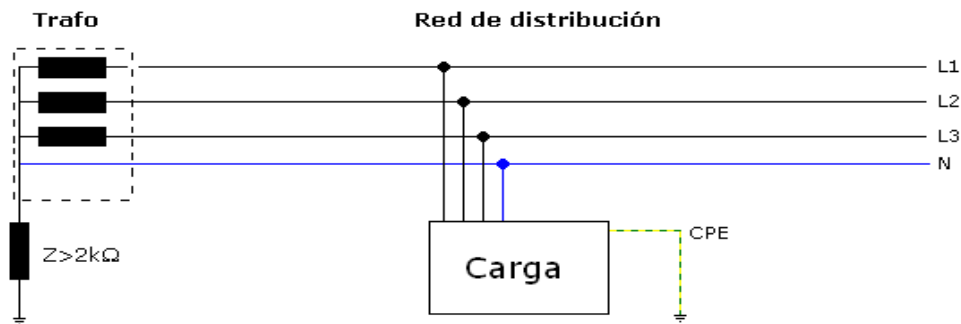 Trafo
Red de distribución
L1
L2
L3
N
Z>2kΩ
CPE
Carga